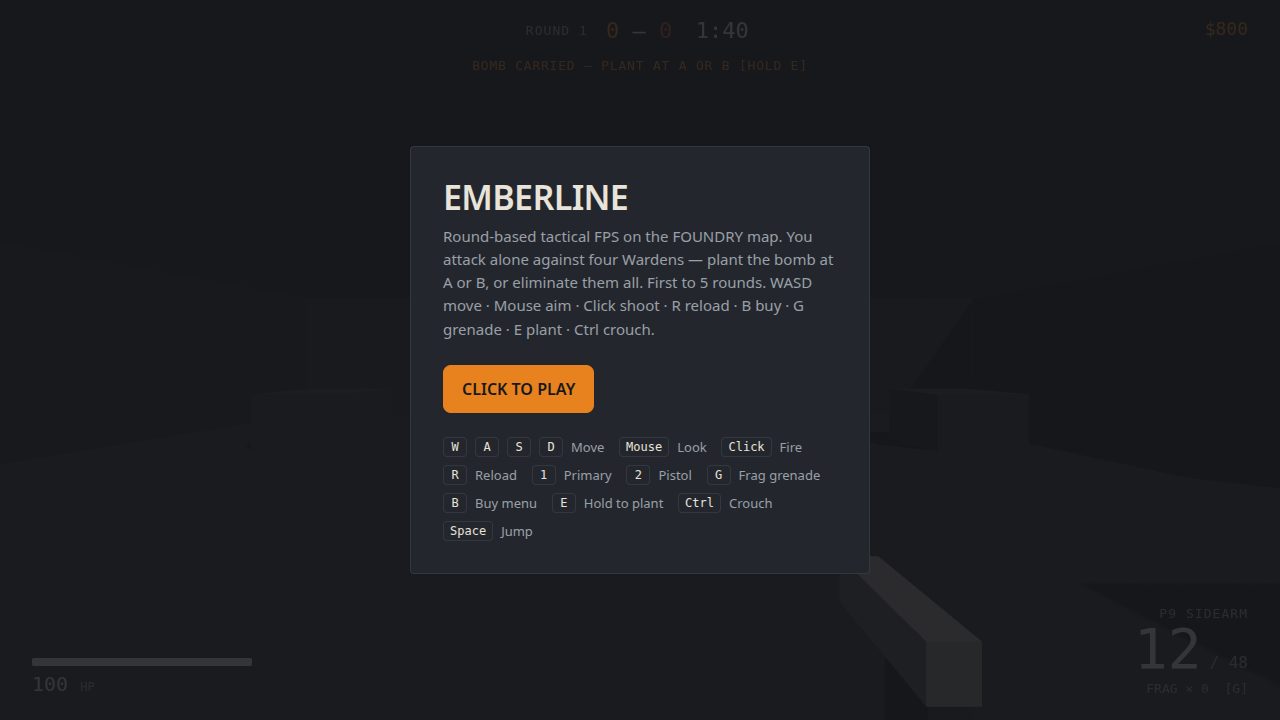 ROUND 1 0 — 0 1:40
$800
BOMB CARRIED — PLANT AT A OR B [HOLD E]
EMBERLINE
Round-based tactical FPS on the FOUNDRY map. You
attack alone against four Wardens — plant the bomb at
A or B, or eliminate them all. First to 5 rounds. WASD
move · Mouse aim · Click shoot · R reload · B buy · G
grenade · E plant · Ctrl crouch.
CLICK TO PLAY
W A S D Move Mouse Look Click Fire
R Reload 1 Primary 2 Pistol G Frag grenade
B Buy menu E Hold to plant Ctrl Crouch
Space Jump
P9 SIDEARM
12 / 48
FRAG × 0 [G]
100 HP